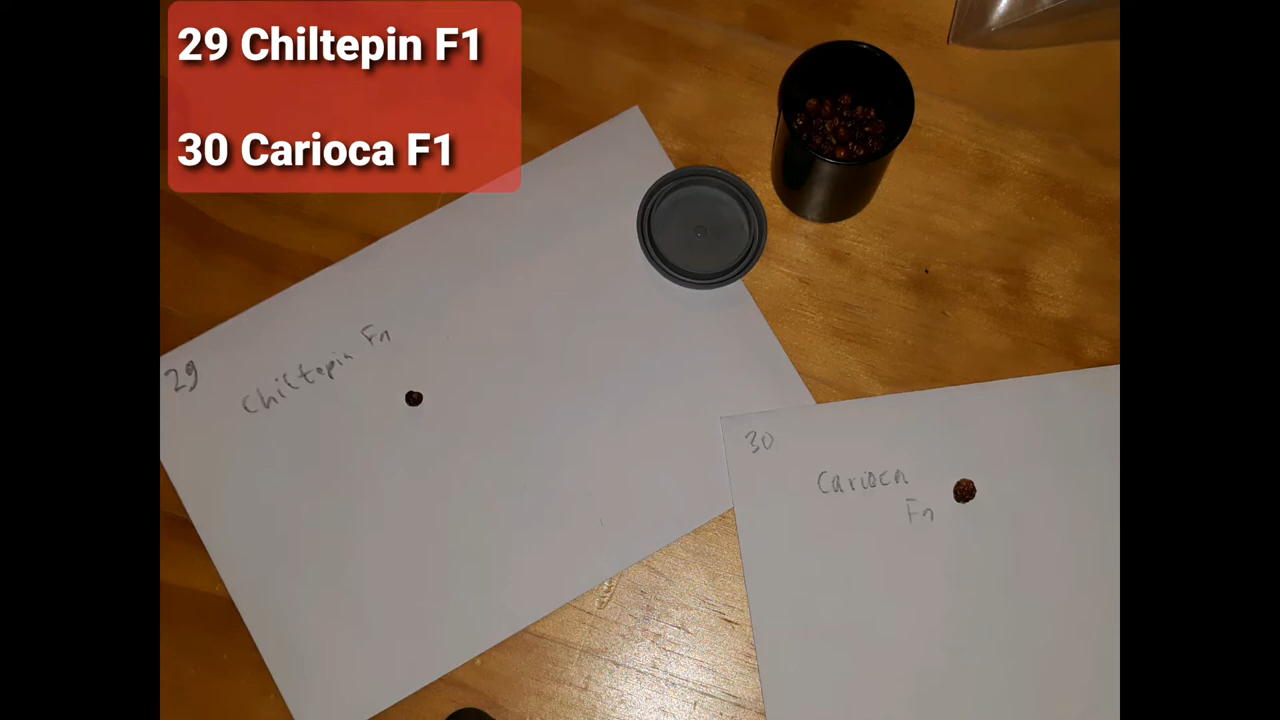 29 Chiltepin F1
30 Carioca F1
29
Chiltepin F1
30
Carioca
F1